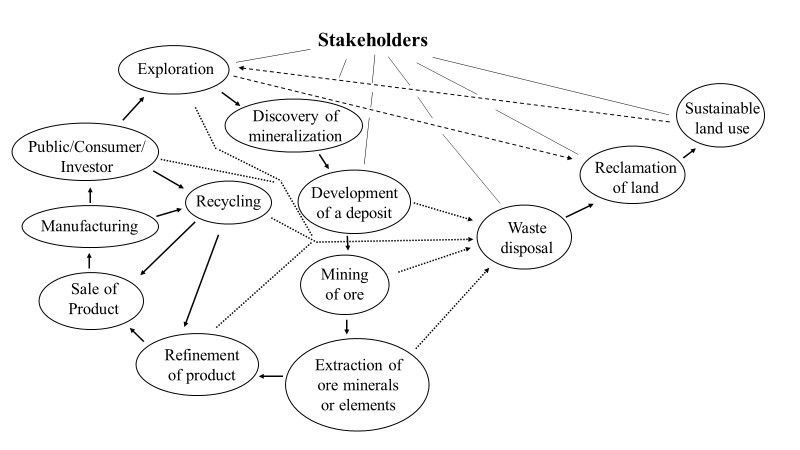 Stakeholders
Exploration
Discovery of
mineralization
Sustainable
land use
Public/Consumer/
Investor
Reclamation
of land
Recycling
Development
of a deposit
Manufacturing
Waste
disposal
Mining
of ore
Sale of
Product
Refinement
of product
Extraction of
ore minerals
or elements